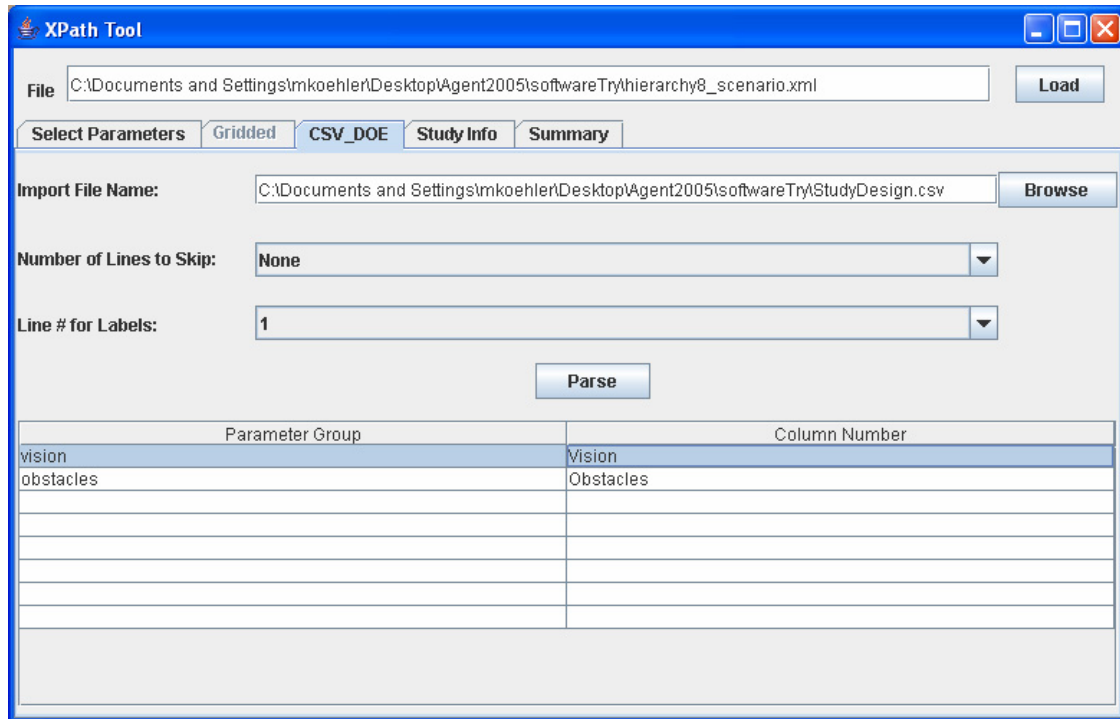 XPath Tool
File C:\Documents and Settings\mkoehler\Desktop\Agent2005\softwareTry\hierarchy8_scenario.xml Load
Select Parameters Gridded CSV_DOE Study Info Summary
Import File Name: C:\Documents and Settings\mkoehler\Desktop\Agent2005\softwareTry\StudyDesign.csv Browse
Number of Lines to Skip: None
Line # for Labels: 1
Parse
Parameter Group Column Number
vision Vision
obstacles Obstacles